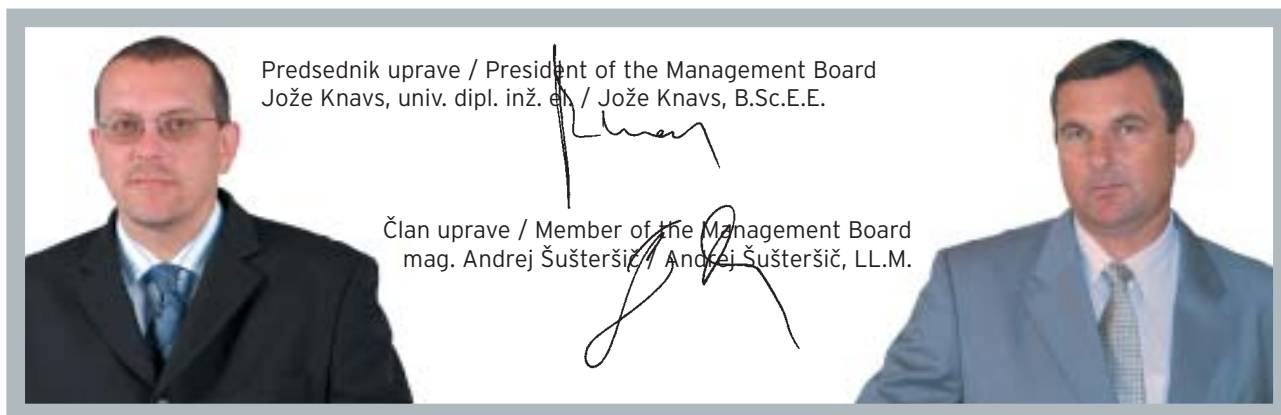 Predsednik uprave / President of the Management Board
Jože Knavs, univ. dipl. inž. el. / Jože Knavs, B.Sc.E.E.
Član uprave / Member of the Management Board
mag. Andrej Šušteršič / Andrej Šušteršič, LL.M.